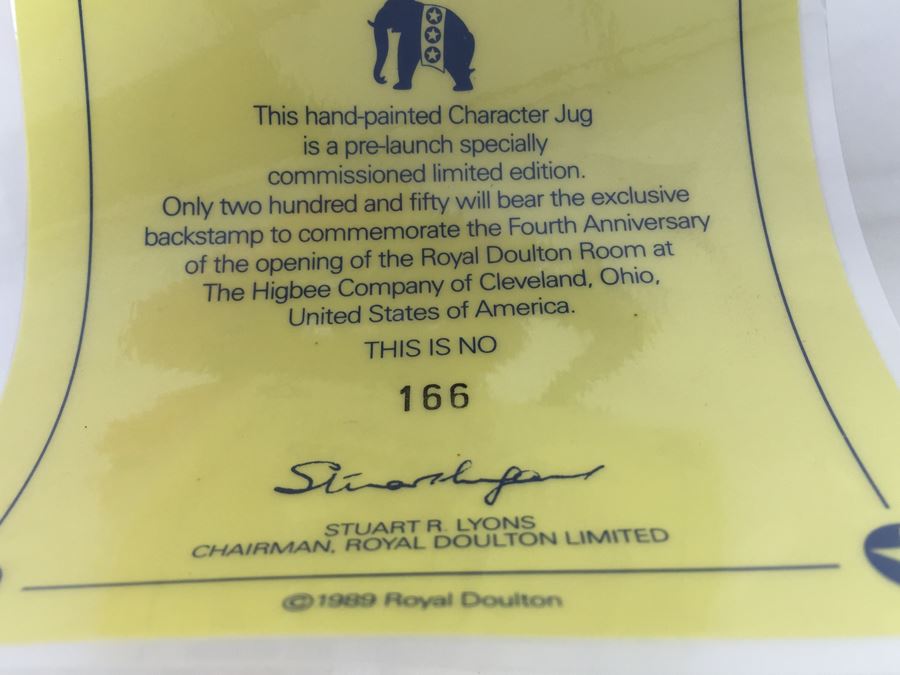 This hand-painted Character Jug
is a pre-launch specially
commissioned limited edition.
Only two hundred and fifty will bear the exclusive
backstamp to commemorate the Fourth Anniversary
of the opening of the Royal Doulton Room at
The Higbee Company of Cleveland, Ohio,
United States of America.
THIS IS NO
166
Stuart Lyons
STUART R. LYONS
CHAIRMAN, ROYAL DOULTON LIMITED
©1989 Royal Doulton